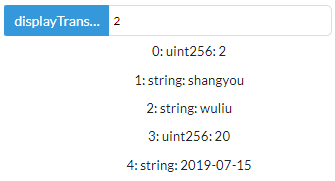 displayTrans... 2
0: uint256: 2
1: string: shangyou
2: string: wuliu
3: uint256: 20
4: string: 2019-07-15